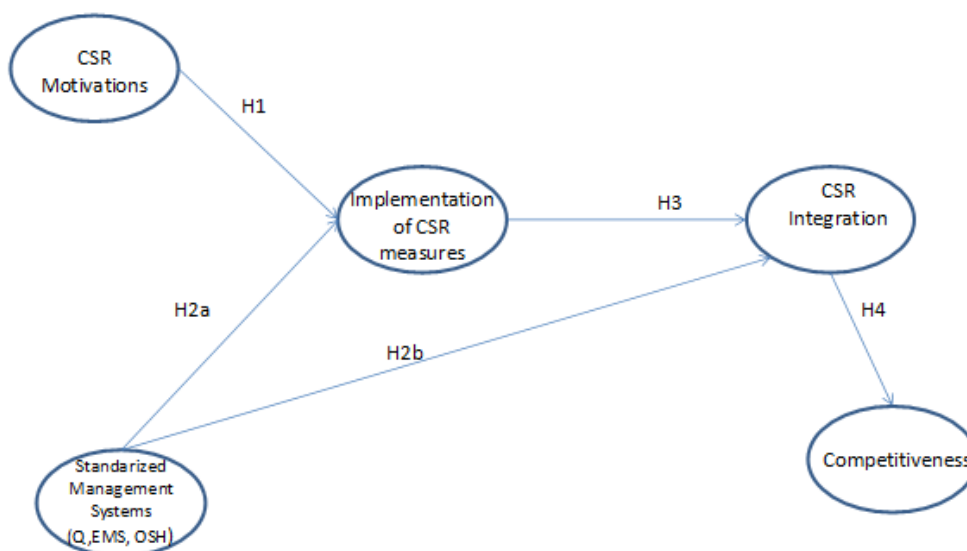 CSR
Motivations
H1
Implementation
of CSR
measures
H3
CSR
Integration
H2a
H2b
H4
Standarized
Management
Systems
(Q,EMS, OSH)
Competitiveness